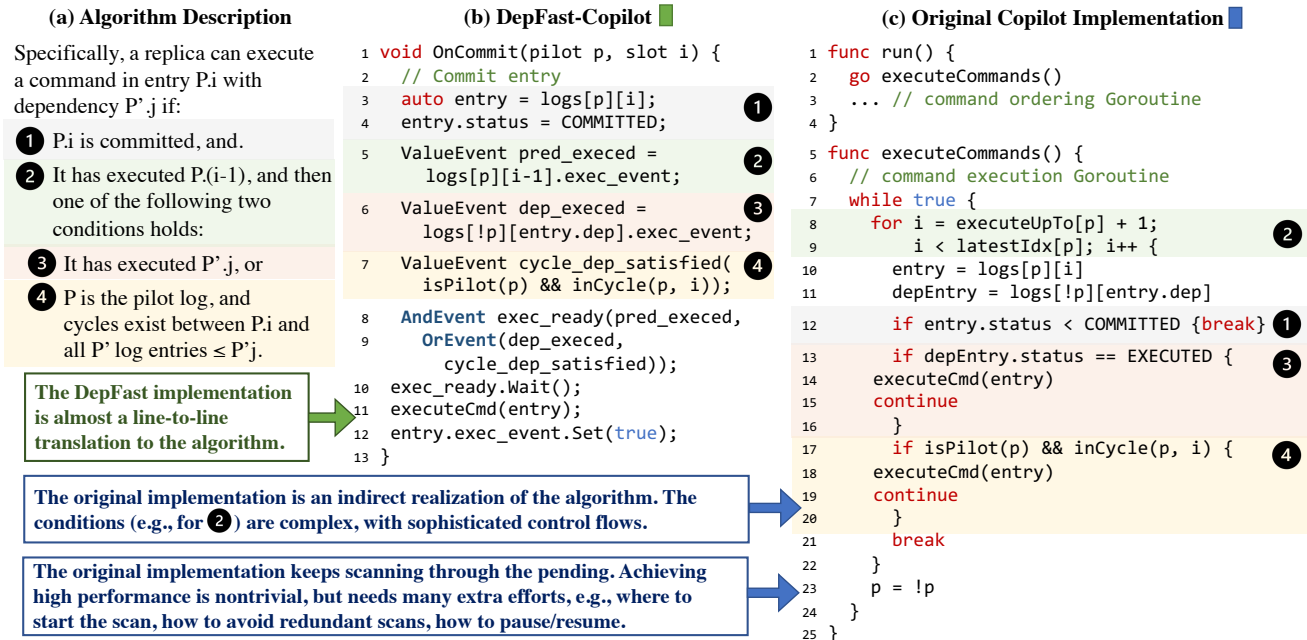 (a) Algorithm Description
Specifically, a replica can execute
a command in entry P.i with
dependency P'.j if:
1 P.i is committed, and.
2 It has executed P.(i-1), and then
one of the following two
conditions holds:
3 It has executed P'.j, or
4 P is the pilot log, and
cycles exist between P.i and
all P' log entries ≤ P'j.
The DepFast implementation
is almost a line-to-line
translation to the algorithm.
The original implementation is an indirect realization of the algorithm. The
conditions (e.g., for 2) are complex, with sophisticated control flows.
The original implementation keeps scanning through the pending. Achieving
high performance is nontrivial, but needs many extra efforts, e.g., where to
start the scan, how to avoid redundant scans, how to pause/resume.
(b) DepFast-Copilot
1 void OnCommit(pilot p, slot i) {
2 // Commit entry
3 auto entry = logs[p][i]; 1
4 entry.status = COMMITTED;
5 ValueEvent pred_execed = 2
logs[p][i-1].exec_event;
6 ValueEvent dep_execed = 3
logs[!p][entry.dep].exec_event;
7 ValueEvent cycle_dep_satisfied( 4
isPilot(p) && inCycle(p, i));
8 AndEvent exec_ready(pred_execed,
9 OrEvent(dep_execed,
cycle_dep_satisfied));
10 exec_ready.Wait();
11 executeCmd(entry);
12 entry.exec_event.Set(true);
13 }
(c) Original Copilot Implementation
1 func run() {
2 go executeCommands()
3 ... // command ordering Goroutine
4 }
5 func executeCommands() {
6 // command execution Goroutine
7 while true {
8 for i = executeUpTo[p] + 1; 2
9 i < latestIdx[p]; i++ {
10 entry = logs[p][i]
11 depEntry = logs[!p][entry.dep]
12 if entry.status < COMMITTED {break} 1
13 if depEntry.status == EXECUTED { 3
14 executeCmd(entry)
15 continue
16 }
17 if isPilot(p) && inCycle(p, i) { 4
18 executeCmd(entry)
19 continue
20 }
21 break
22 }
23 p = !p
24 }
25 }